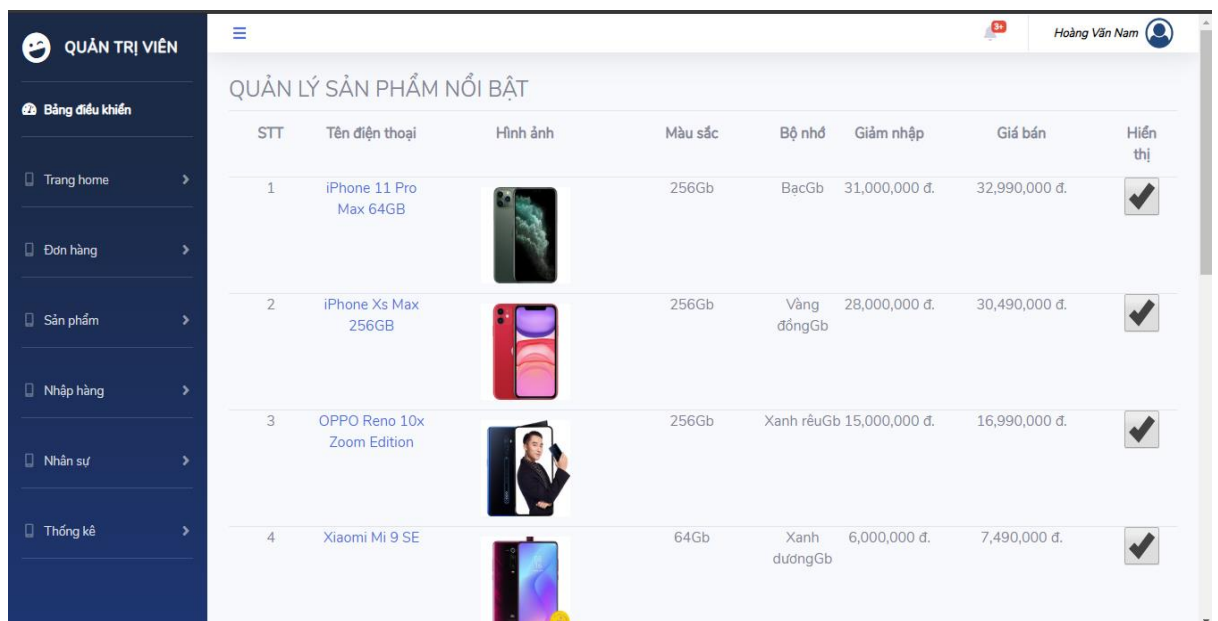 QUẢN TRỊ VIÊN
3+
Hoàng Văn Nam
Bảng điều khiển
Trang home
Đơn hàng
Sản phẩm
Nhập hàng
Nhân sự
Thống kê
QUẢN LÝ SẢN PHẨM NỔI BẬT
STT Tên điện thoại Hình ảnh Màu sắc Bộ nhớ Giảm nhập Giá bán Hiển
thị
1 iPhone 11 Pro 256Gb BạcGb 31,000,000 đ. 32,990,000 đ.
Max 64GB
2 iPhone Xs Max 256Gb Vàng 28,000,000 đ. 30,490,000 đ.
256GB đồngGb
3 OPPO Reno 10x 256Gb Xanh rêuGb 15,000,000 đ. 16,990,000 đ.
Zoom Edition
4 Xiaomi Mi 9 SE 64Gb Xanh 6,000,000 đ. 7,490,000 đ.
dươngGb